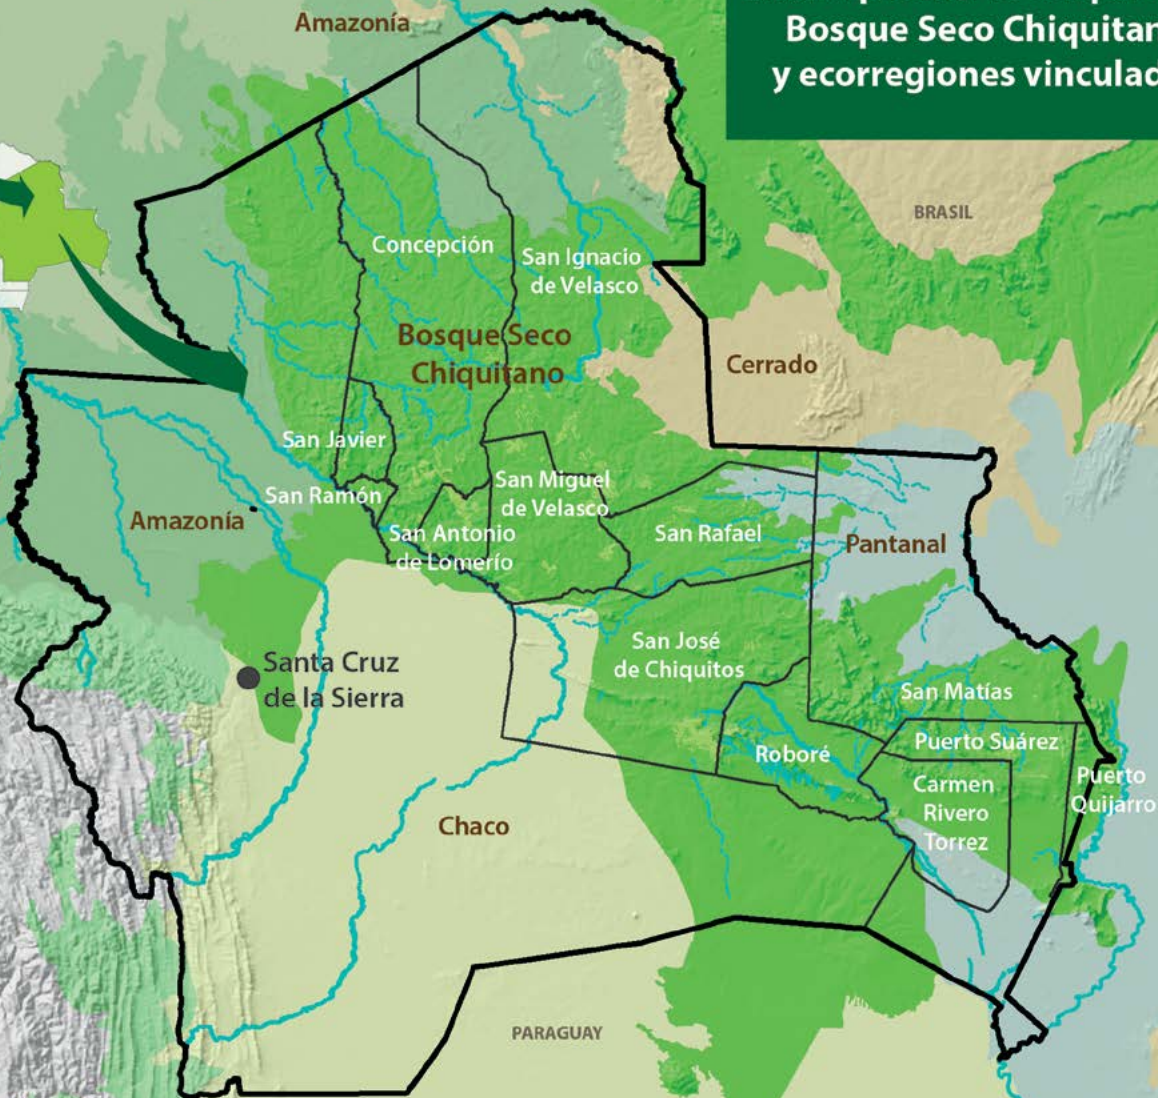 Bosque Seco Chiquitan
y ecorregiones vinculad
Amazonía
BRASIL
Concepción
San Ignacio
de Velasco
Bosque Seco
Chiquitano
Cerrado
San Javier
San Miguel
de Velasco
San Ramón
Amazonía
San Antonio
de Lomerío
San Rafael
Pantanal
San José
de Chiquitos
Santa Cruz
de la Sierra
San Matías
Puerto Suárez
Roboré
Carmen
Rivero
Torrez
Puerto
Quijarro
Chaco
PARAGUAY